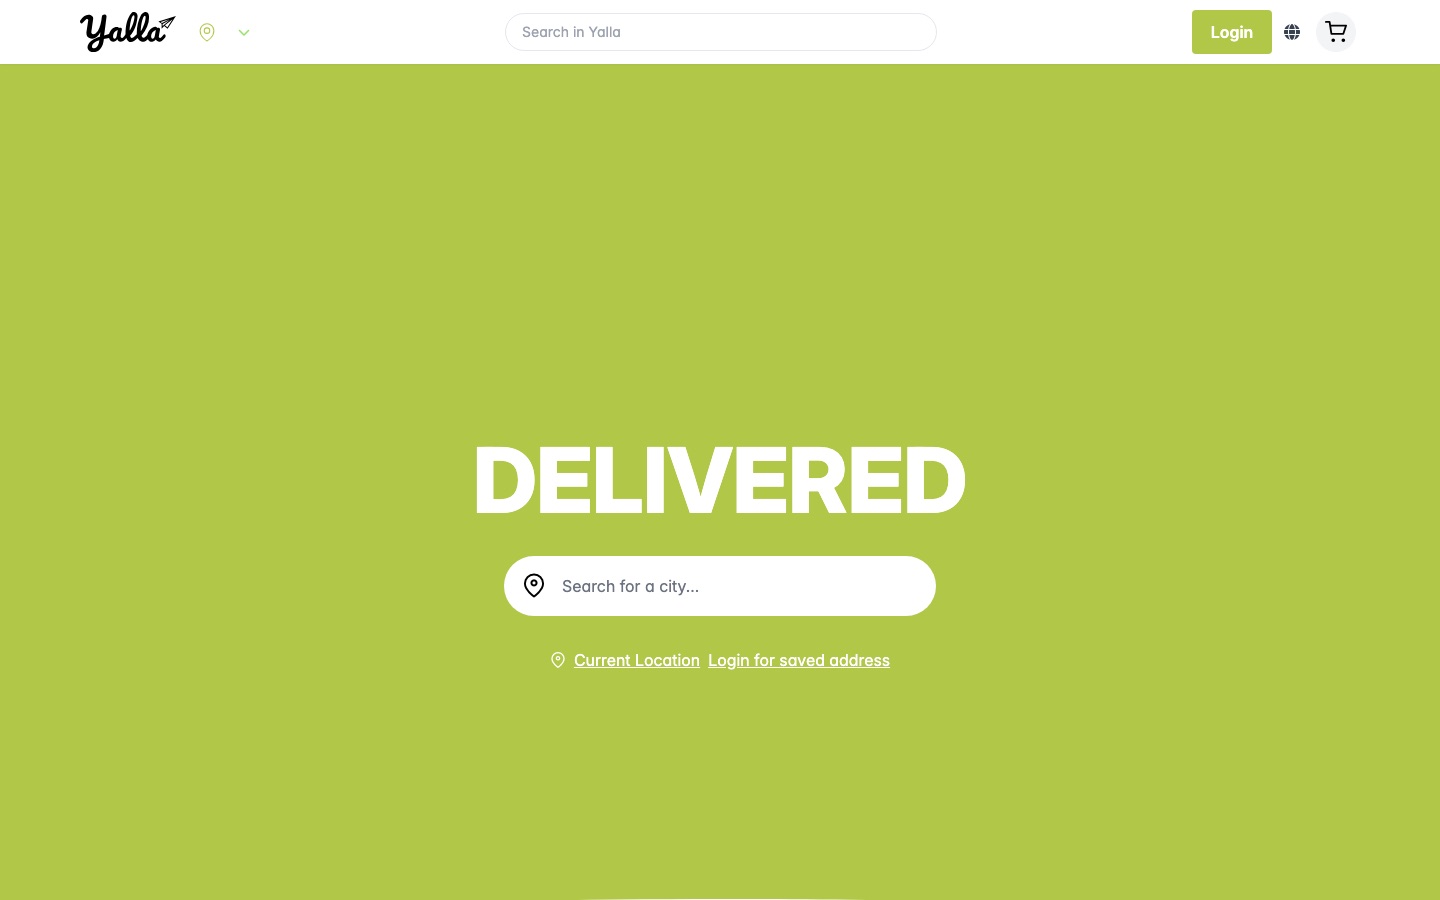 Yalla
Search in Yalla
Login
DELIVERED
Search for a city...
Current Location Login for saved address